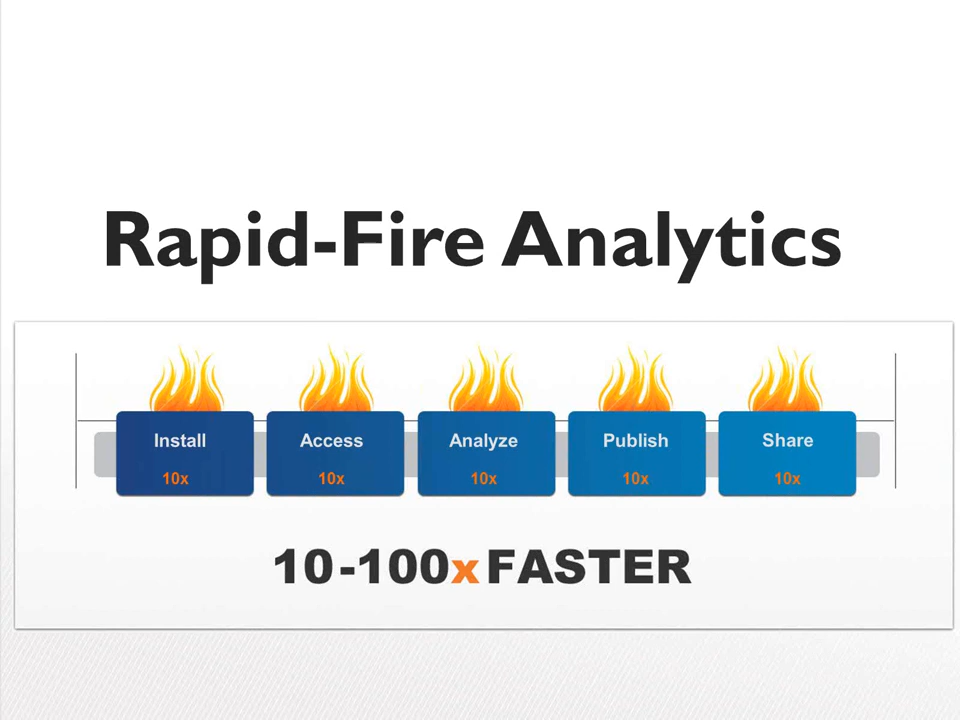 Rapid-Fire Analytics
Install Access Analyze Publish Share
10x 10x 10x 10x 10x
10-100x FASTER